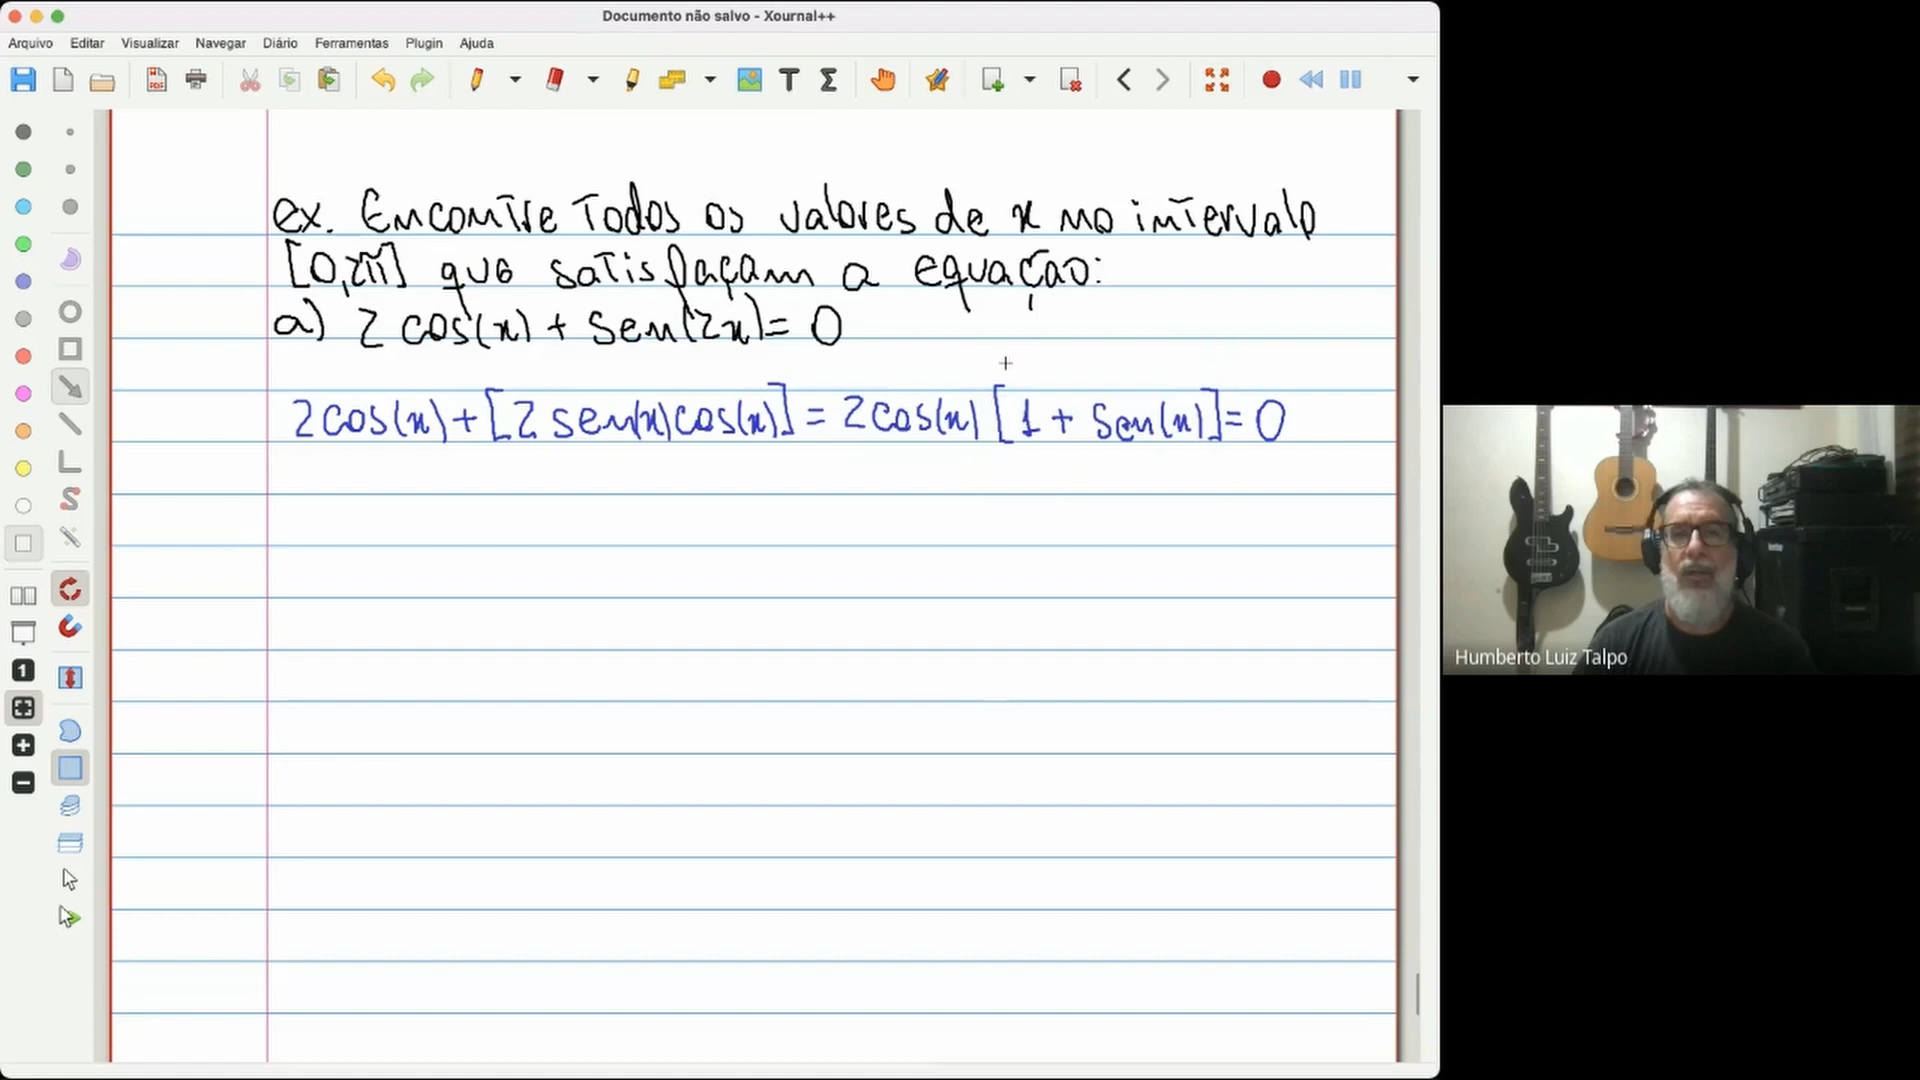 Documento não salvo - Xournal++
Arquivo Editar Visualizar Navegar Diário Ferramentas Plugin Ajuda
ex. Encontre Todos os valores de x no intervalo
[0,2π] que satisfaçam a equação:
a) 2 cos(x) + sen(2x) = 0
2cos(x) + [2 sen(x)cos(x)] = 2cos(x) [1 + sen(x)] = 0
Humberto Luiz Talpo